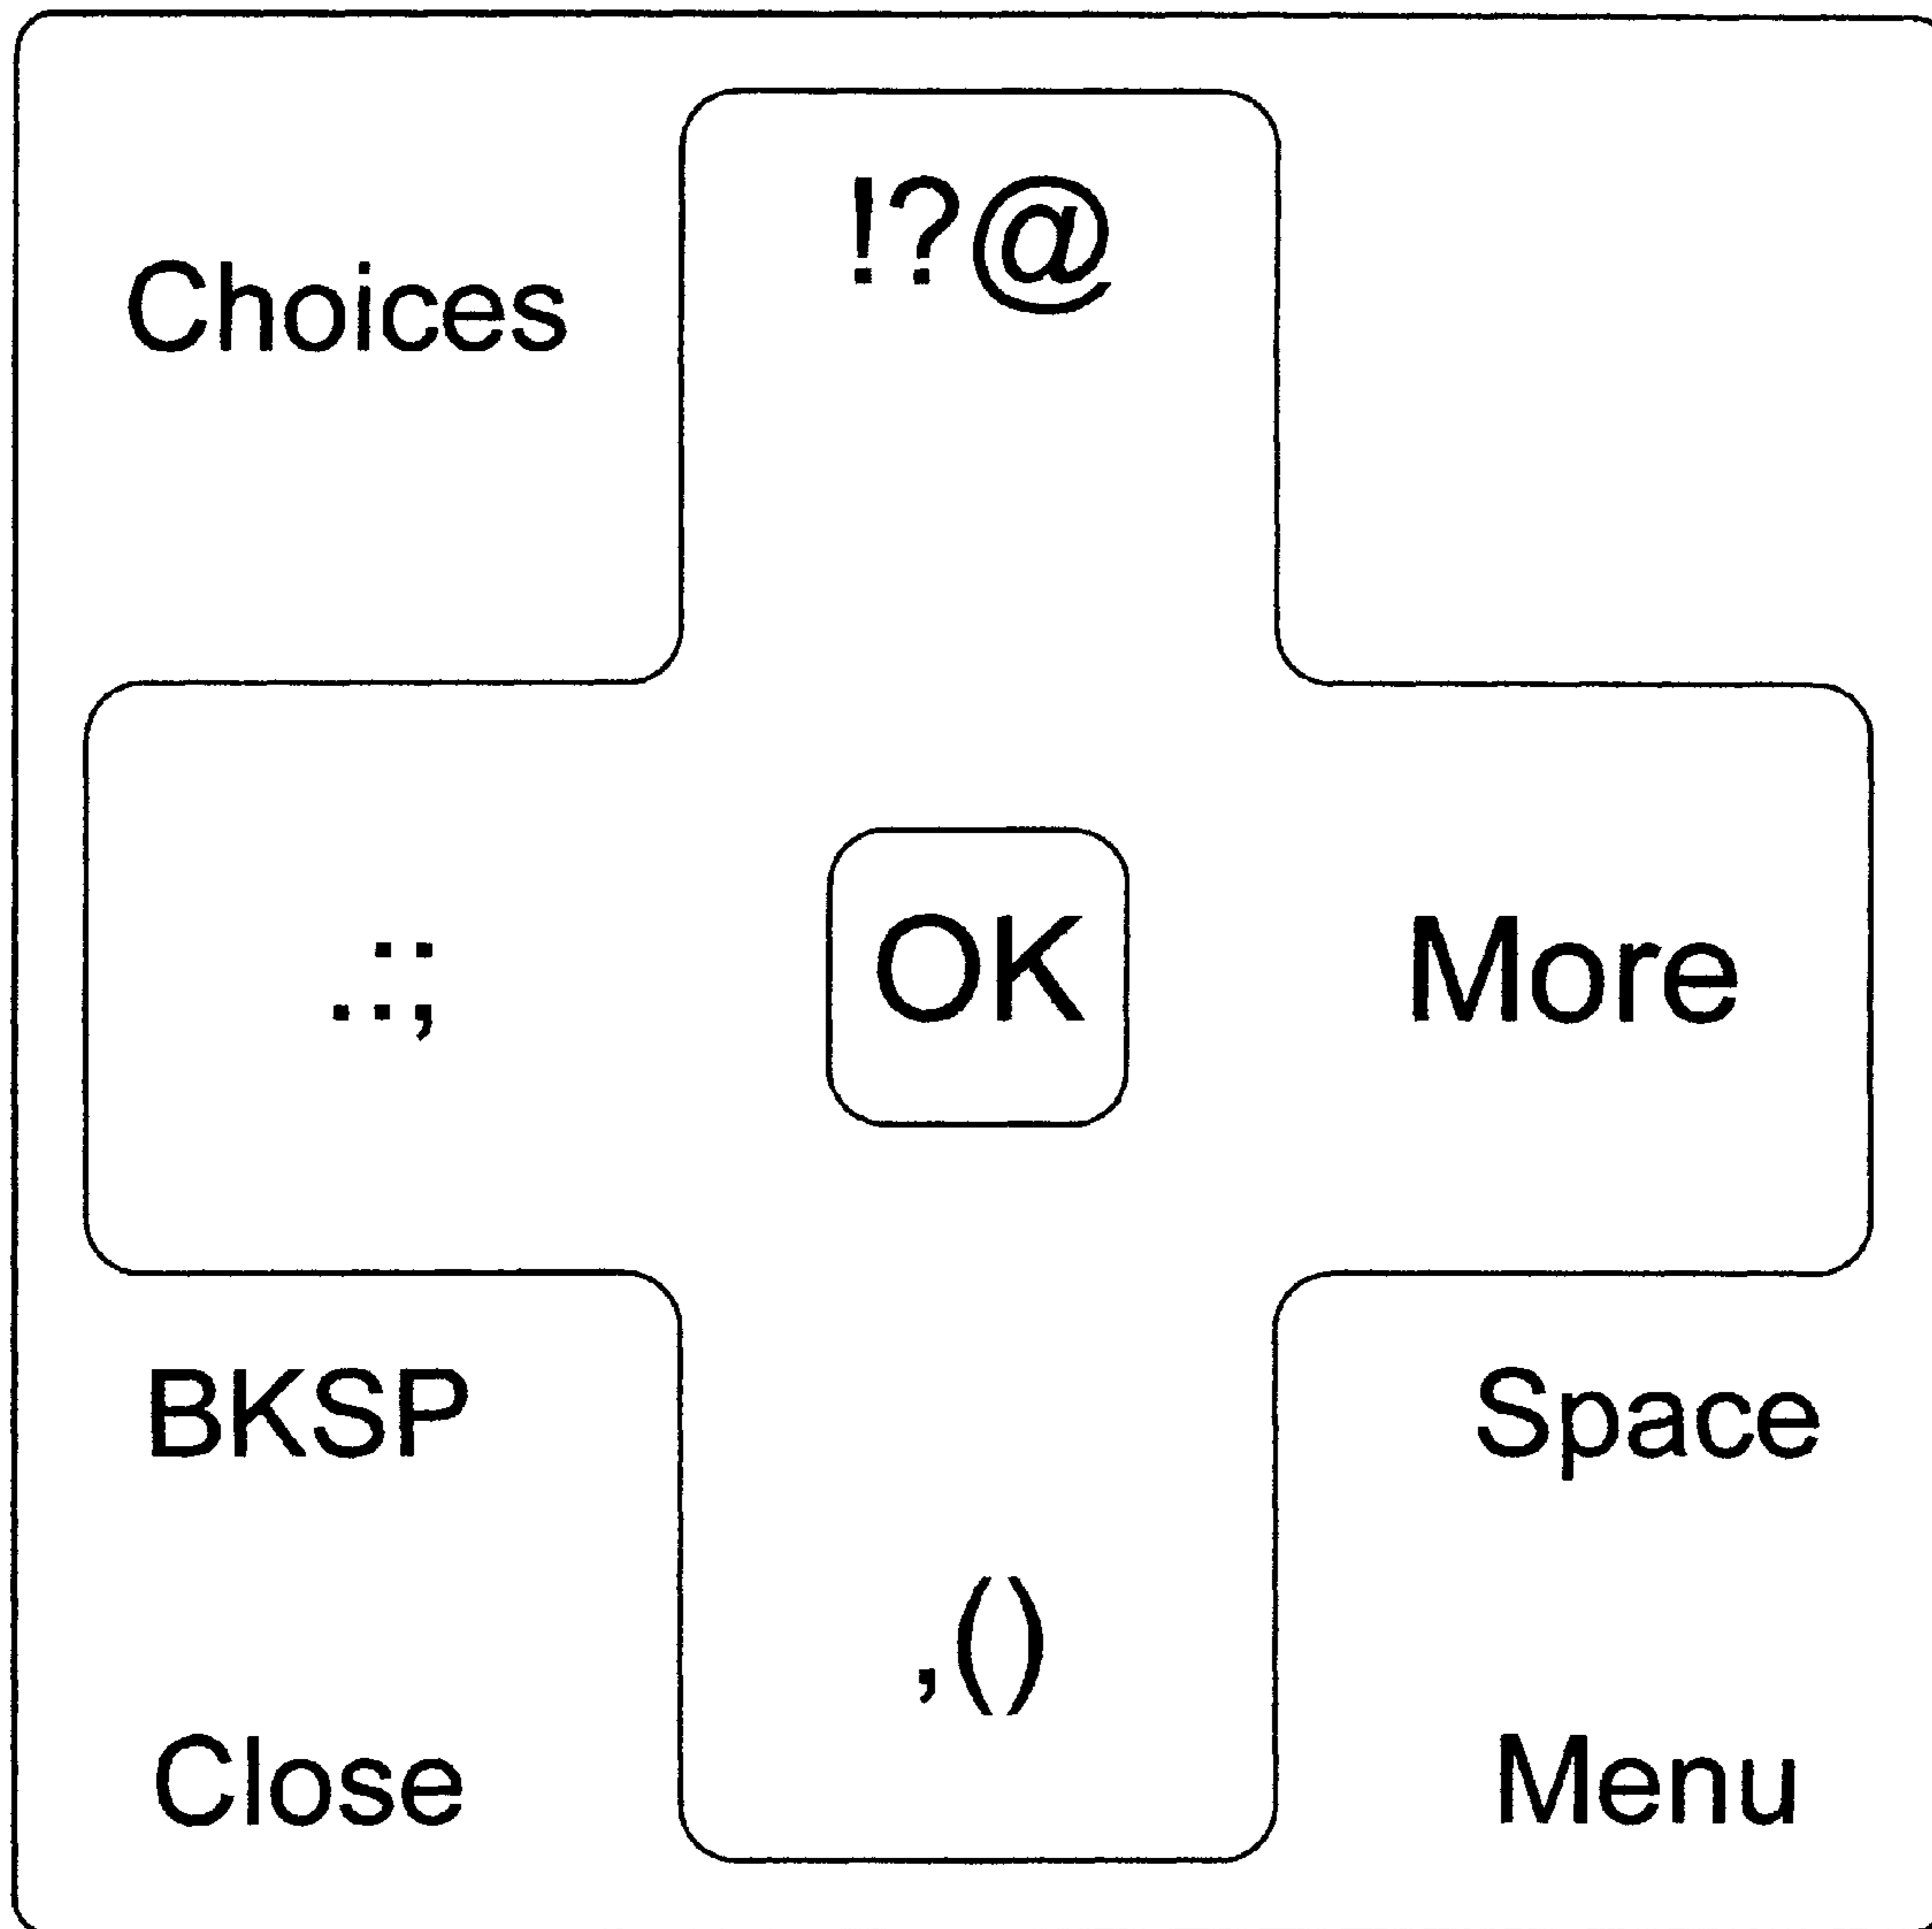 !?@
Choices
.:; OK More
BKSP Space
,()
Close Menu